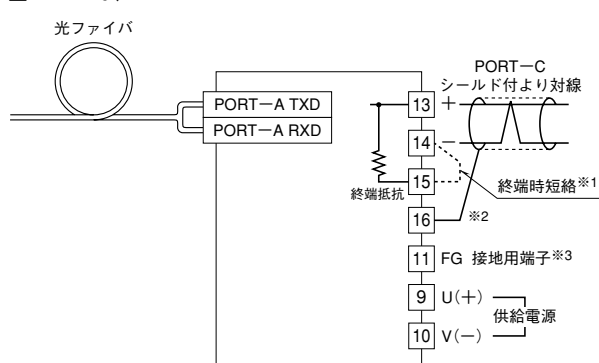 光ファイバ
PORT－A TXD
PORT－A RXD
PORT－C
シールド付より対線
13 ＋
14 －
15
終端抵抗
終端時短絡※1
16
※2
11 FG 接地用端子※3
9 U(＋)
供給電源
10 V(－)